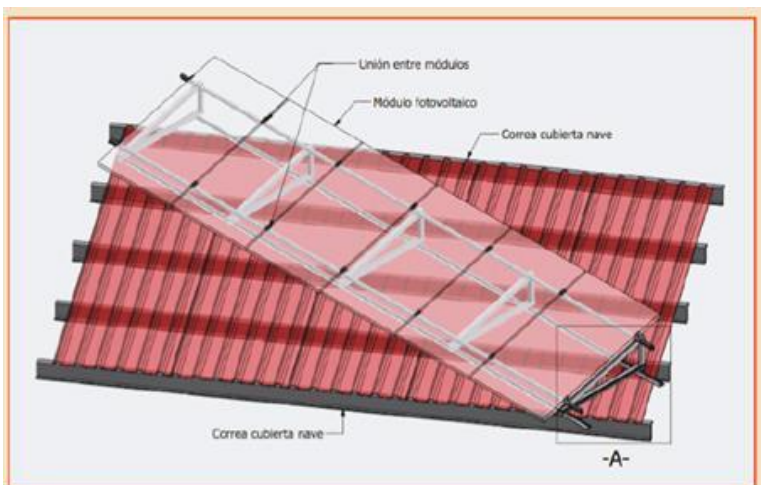 Unión entre módulos
Módulo fotovoltaico
Correa cubierta nave
Correa cubierta nave
-A-